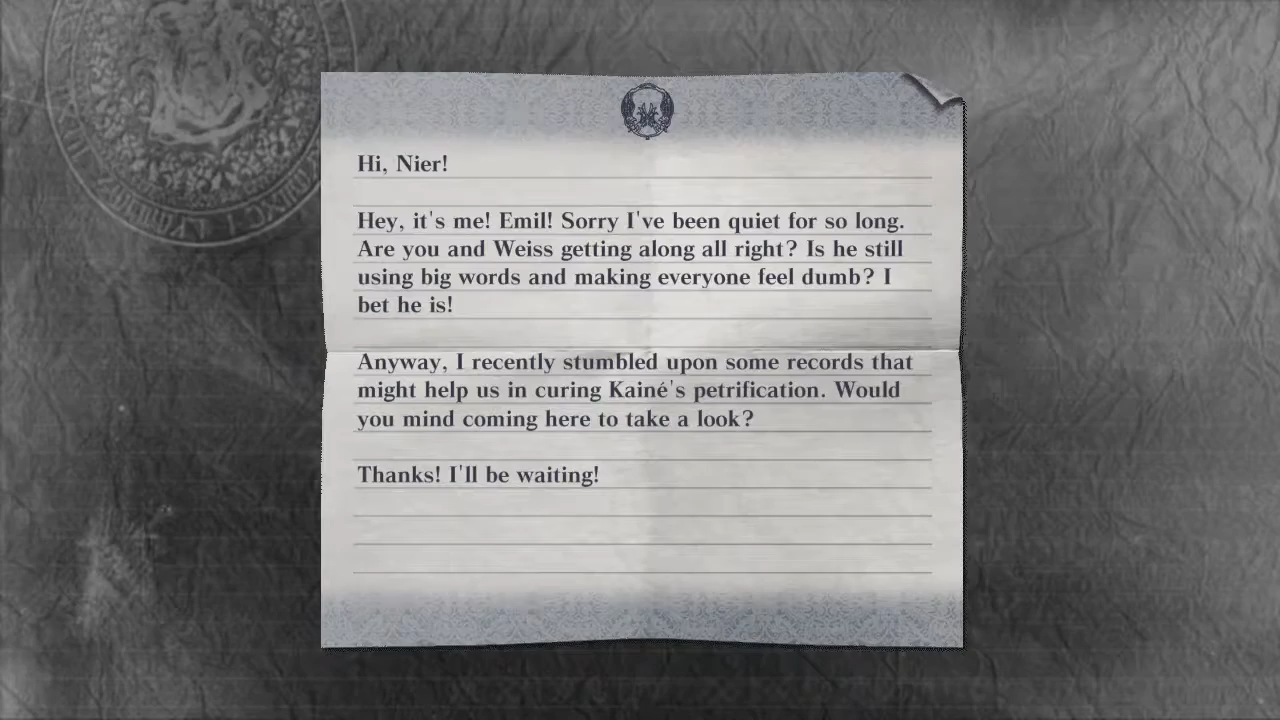 Hi, Nier!
Hey, it's me! Emil! Sorry I've been quiet for so long.
Are you and Weiss getting along all right? Is he still
using big words and making everyone feel dumb? I
bet he is!
Anyway, I recently stumbled upon some records that
might help us in curing Kainé's petrification. Would
you mind coming here to take a look?
Thanks! I'll be waiting!